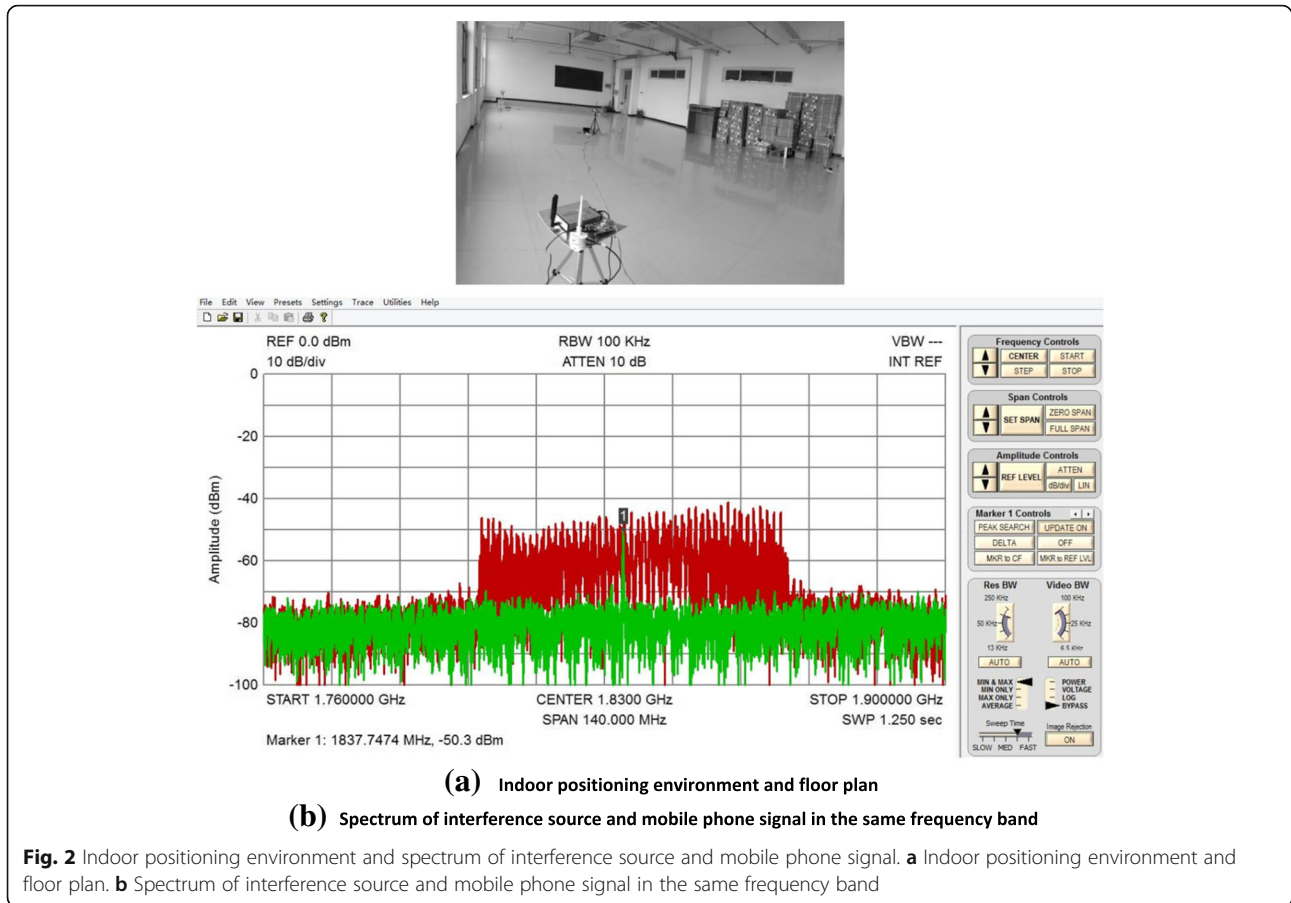 File Edit View Presets Settings Trace Utilities Help
REF 0.0 dBm RBW 100 KHz VBW ---
10 dB/div ATTEN 10 dB INT REF
0
-20
-40
-60
-80
-100
Amplitude (dBm)
1
START 1.760000 GHz CENTER 1.8300 GHz STOP 1.900000 GHz
SPAN 140.000 MHz SWP 1.250 sec
Marker 1: 1837.7474 MHz, -50.3 dBm
Frequency Controls
CENTER START
STEP STOP
Span Controls
SET SPAN ZERO SPAN
FULL SPAN
Amplitude Controls
REF LEVEL ATTEN
dB/div LIN
Marker 1 Controls
PEAK SEARCH UPDATE ON
DELTA OFF
MKR to CF MKR to REF LVL
Res BW Video BW
250 KHz 100 KHz
50 KHz 25 KHz
13 KHz 6.5 KHz
AUTO AUTO
MIN & MAX POWER
MIN ONLY VOLTAGE
MAX ONLY LOG
AVERAGE BYPASS
Sweep Time Image Rejection
SLOW MED FAST ON
(a) Indoor positioning environment and floor plan
(b) Spectrum of interference source and mobile phone signal in the same frequency band
Fig. 2 Indoor positioning environment and spectrum of interference source and mobile phone signal. a Indoor positioning environment and
floor plan. b Spectrum of interference source and mobile phone signal in the same frequency band